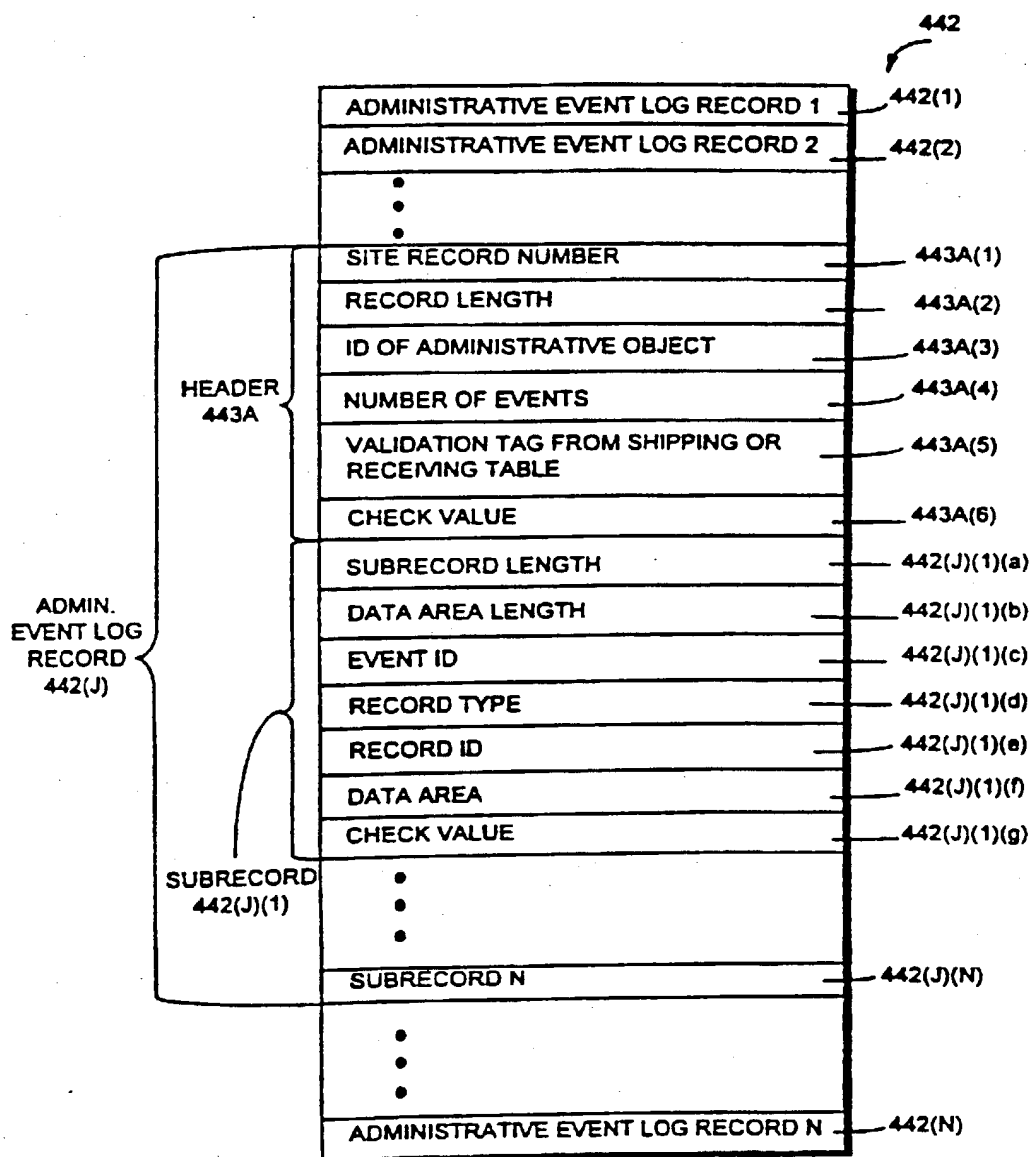 442
ADMINISTRATIVE EVENT LOG RECORD 1 442(1)
ADMINISTRATIVE EVENT LOG RECORD 2 442(2)
SITE RECORD NUMBER 443A(1)
RECORD LENGTH 443A(2)
ID OF ADMINISTRATIVE OBJECT 443A(3)
HEADER
443A
NUMBER OF EVENTS 443A(4)
VALIDATION TAG FROM SHIPPING OR
RECEIVING TABLE 443A(5)
CHECK VALUE 443A(6)
SUBRECORD LENGTH 442(J)(1)(a)
ADMIN.
EVENT LOG
RECORD
442(J)
DATA AREA LENGTH 442(J)(1)(b)
EVENT ID 442(J)(1)(c)
RECORD TYPE 442(J)(1)(d)
RECORD ID 442(J)(1)(e)
DATA AREA 442(J)(1)(f)
CHECK VALUE 442(J)(1)(g)
SUBRECORD
442(J)(1)
SUBRECORD N 442(J)(N)
ADMINISTRATIVE EVENT LOG RECORD N 442(N)